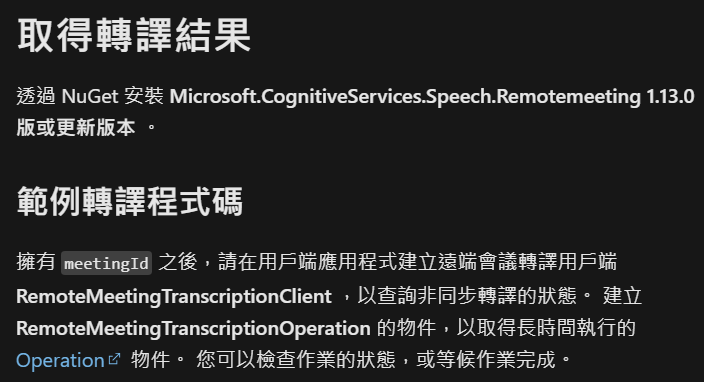 取得轉譯結果
透過 NuGet 安裝 Microsoft.CognitiveServices.Speech.Remotemeeting 1.13.0
版或更新版本 。
範例轉譯程式碼
擁有 meetingId 之後，請在用戶端應用程式建立遠端會議轉譯用戶端
RemoteMeetingTranscriptionClient ，以查詢非同步轉譯的狀態。 建立
RemoteMeetingTranscriptionOperation 的物件，以取得長時間執行的
Operation 物件。 您可以檢查作業的狀態，或等候作業完成。